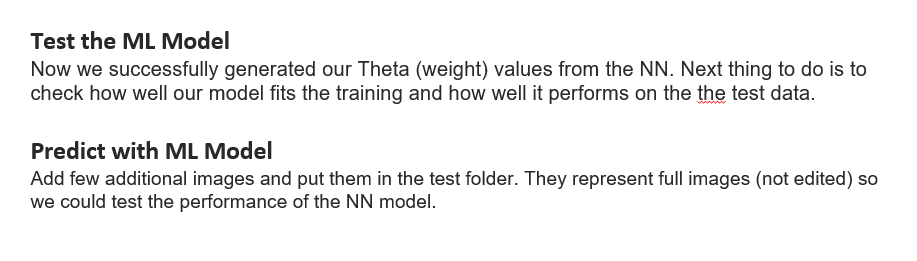 Test the ML Model
Now we successfully generated our Theta (weight) values from the NN. Next thing to do is to
check how well our model fits the training and how well it performs on the the test data.
Predict with ML Model
Add few additional images and put them in the test folder. They represent full images (not edited) so
we could test the performance of the NN model.